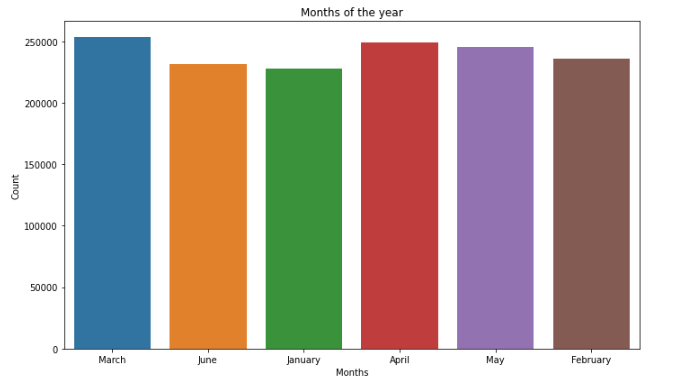 Months of the year
250000
200000
150000
100000
50000
0
Count
March June January April May February
Months